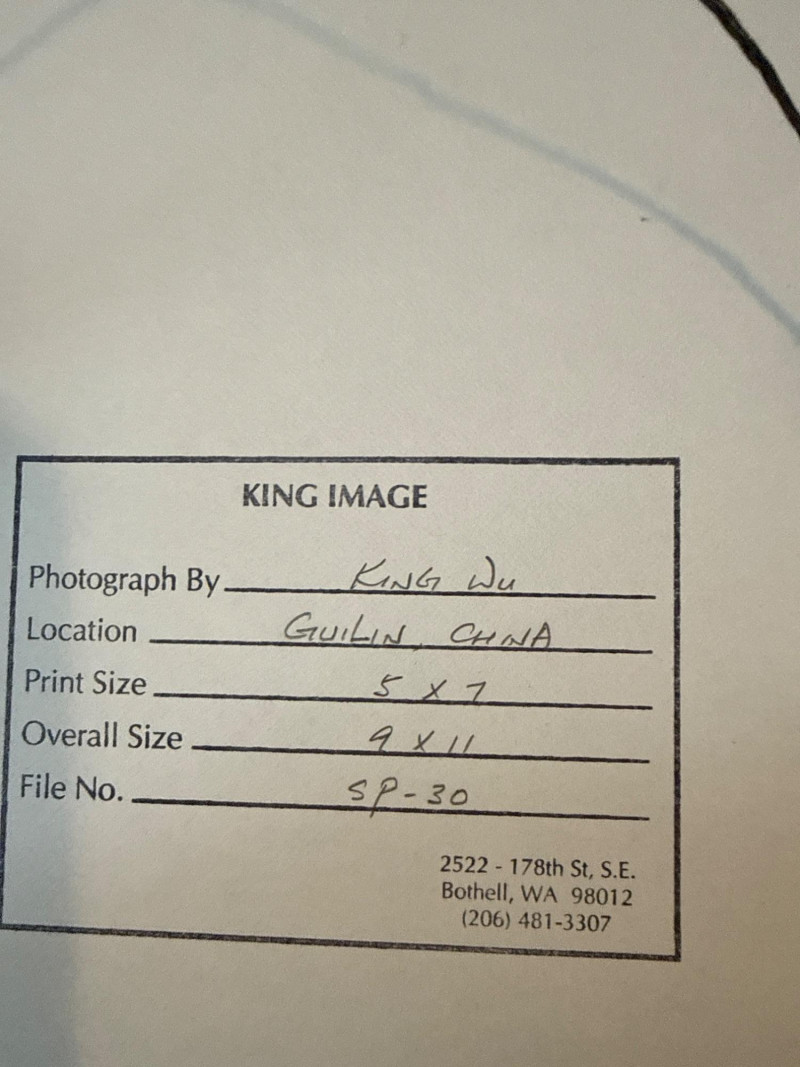 KING IMAGE
Photograph By KING WU
Location GUILIN, CHINA
Print Size 5 X 7
Overall Size 9 X 11
File No. SP-30
2522 - 178th St, S.E.
Bothell, WA 98012
(206) 481-3307